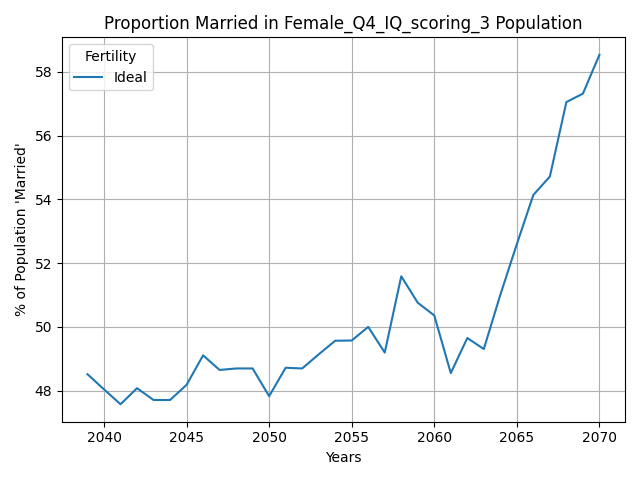 Proportion Married in Female_Q4_IQ_scoring_3 Population
Fertility
Ideal
% of Population 'Married'
58
56
54
52
50
48
2040
2045
2050
2055
2060
2065
2070
Years